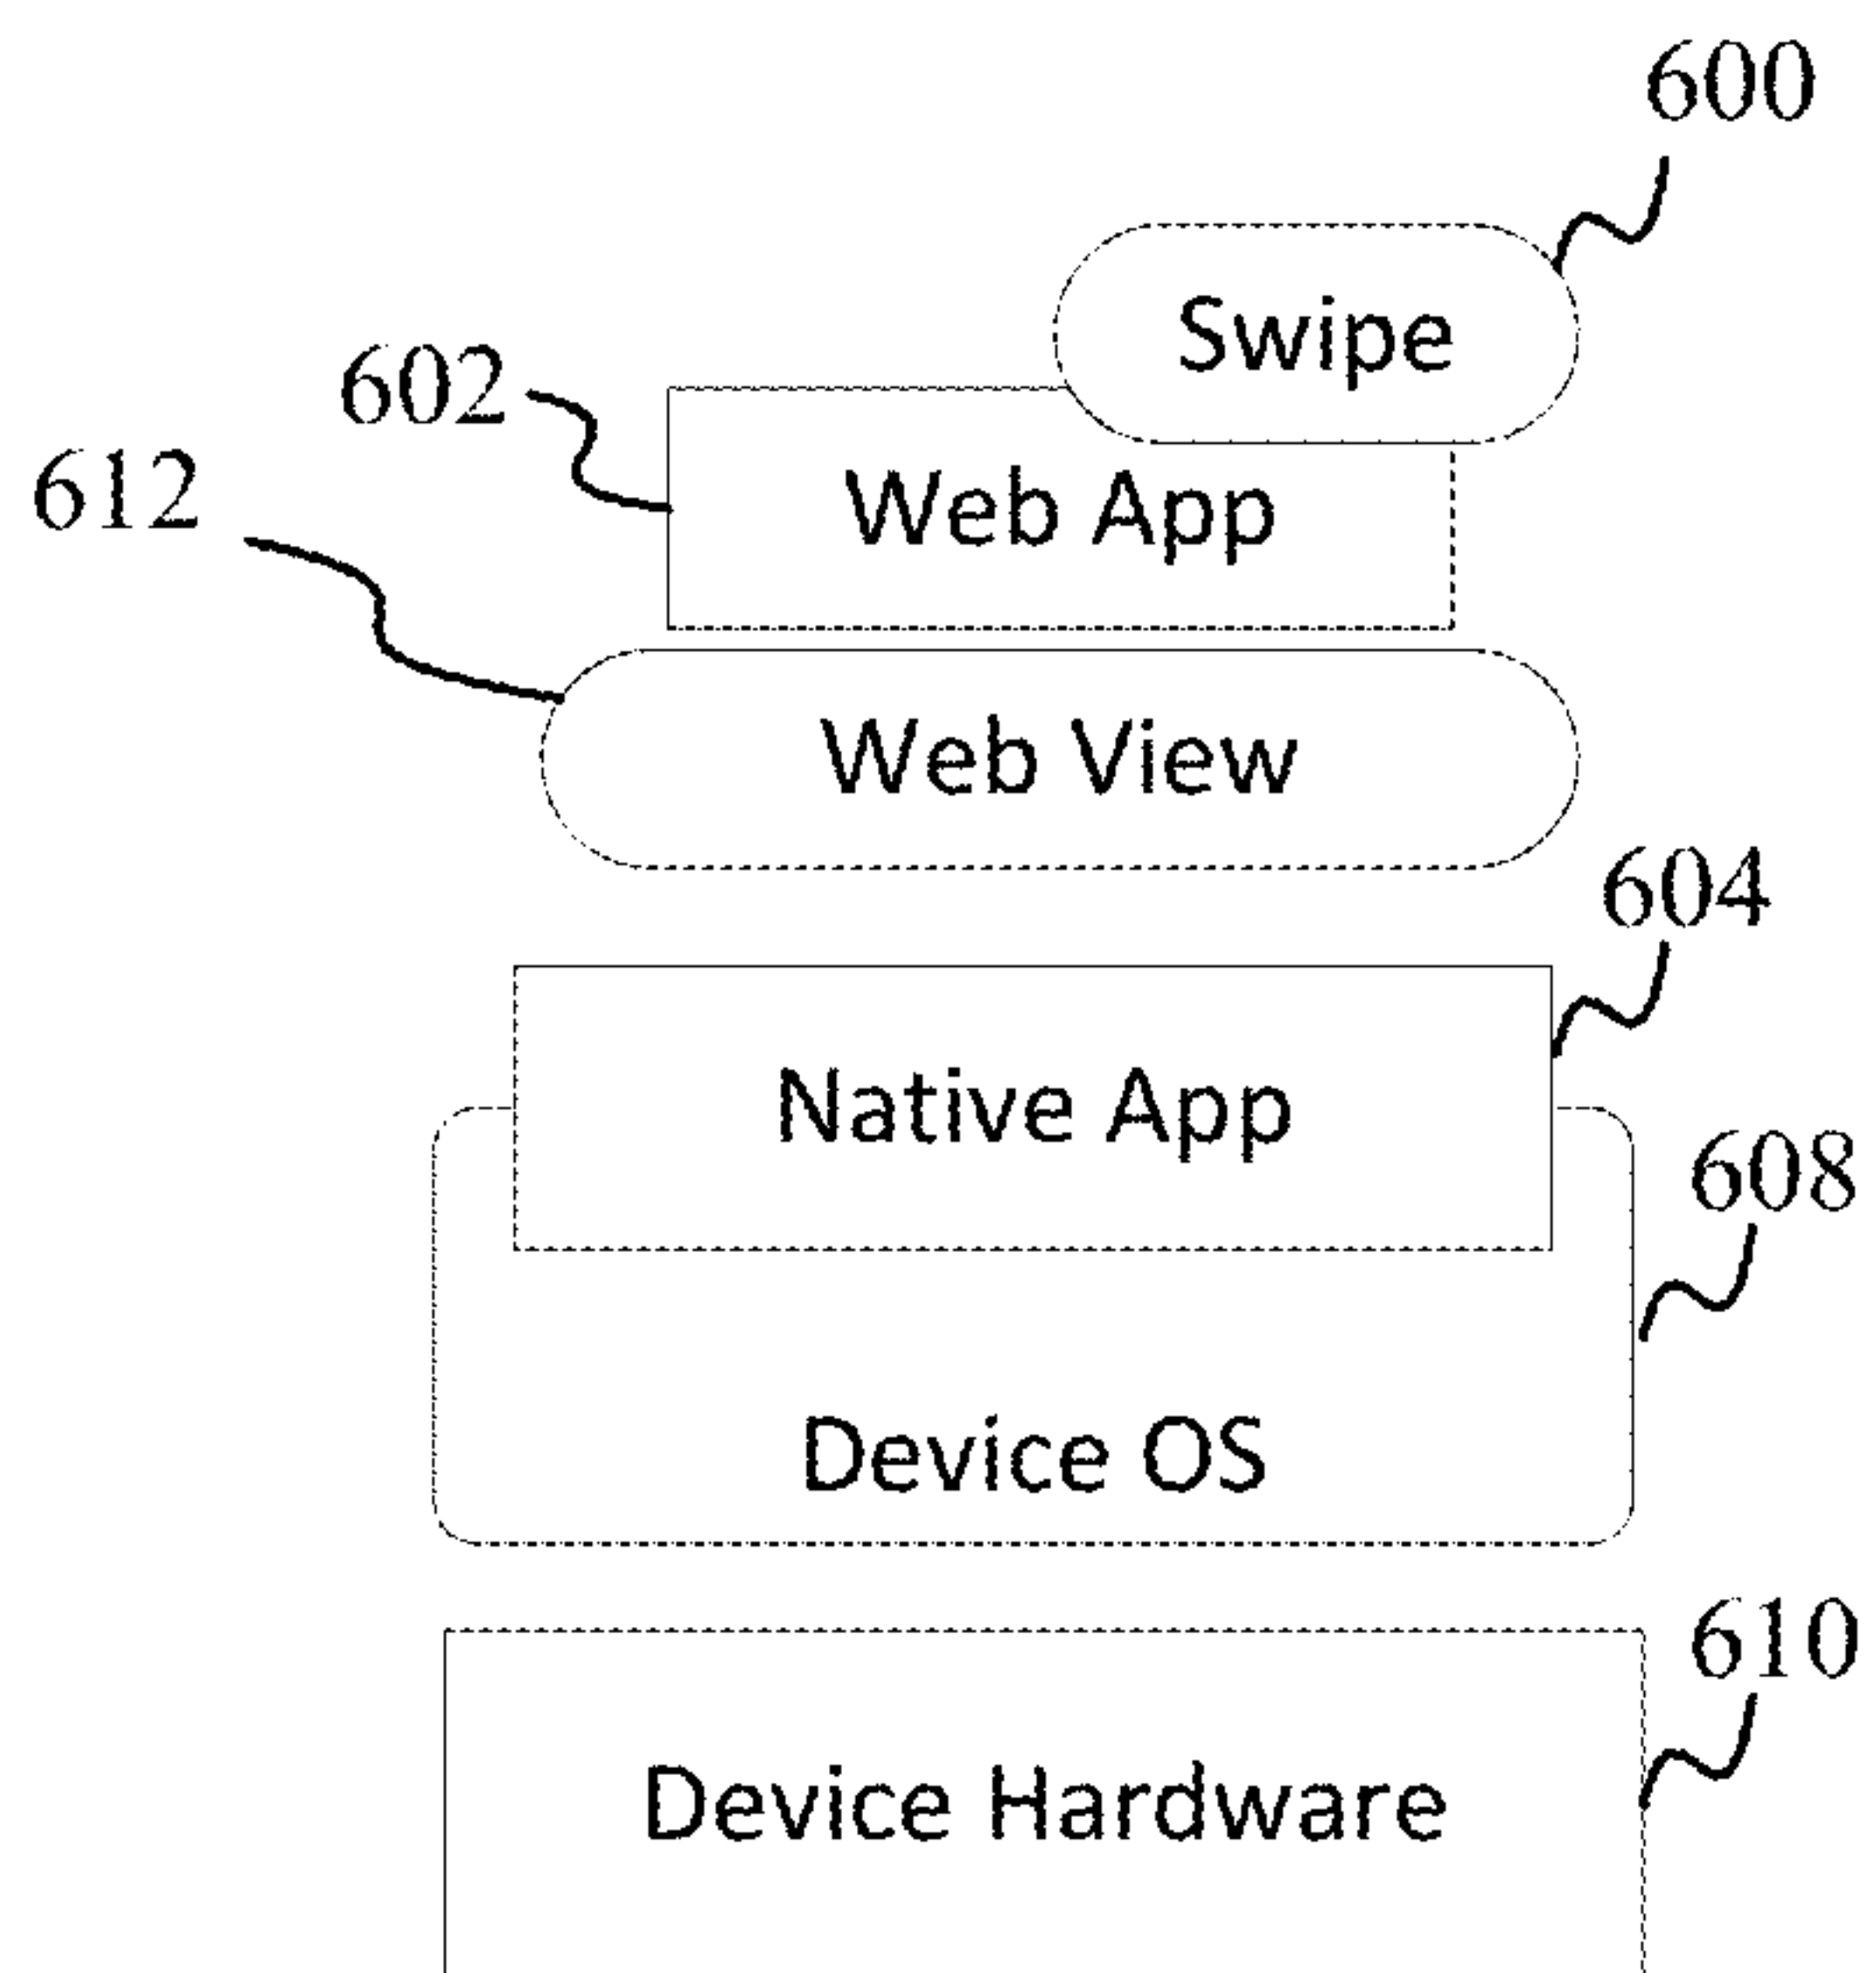 600
Swipe
602
612
Web App
Web View
604
Native App
608
Device OS
610
Device Hardware